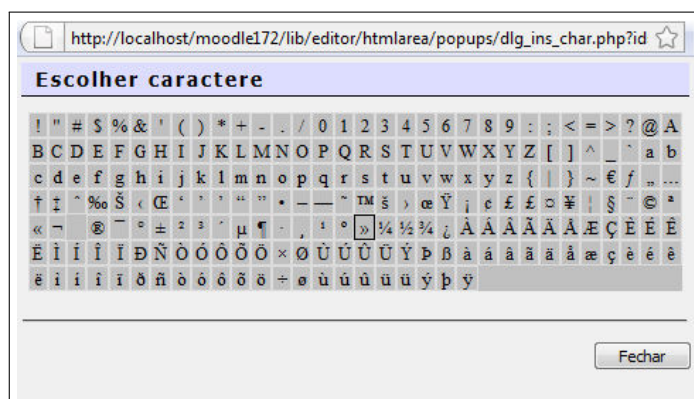 http://localhost/moodle172/lib/editor/htmlarea/popups/dlg_ins_char.php?id
Escolher caractere
! " # $ % & ' ( ) * + - . / 0 1 2 3 4 5 6 7 8 9 : ; < = > ? @ A
B C D E F G H I J K L M N O P Q R S T U V W X Y Z [ ] ^ _ ` a b
c d e f g h i j k l m n o p q r s t u v w x y z { | } ~ € ƒ „ …
† ‡ ˆ ‰ Š ‹ Œ ‘ ’ ’ “ ” • – — ˜ ™ š › œ Ÿ ¡ ¢ £ £ ¤ ¥ ¦ § ¨ © ª
« ¬ ® ¯ ° ± ² ³ ´ µ ¶ · ¸ ¹ º » ¼ ½ ¾ ¿ À Á Â Ã Ä Å Æ Ç È É Ê
Ë Ì Í Î Ï Ð Ñ Ò Ó Ô Õ Ö × Ø Ù Ú Û Ü Ý Þ ß à á â ã ä å æ ç è é ê
ë ì í î ï ð ñ ò ó ô õ ö ÷ ø ù ú û ü ü ý þ ÿ
Fechar